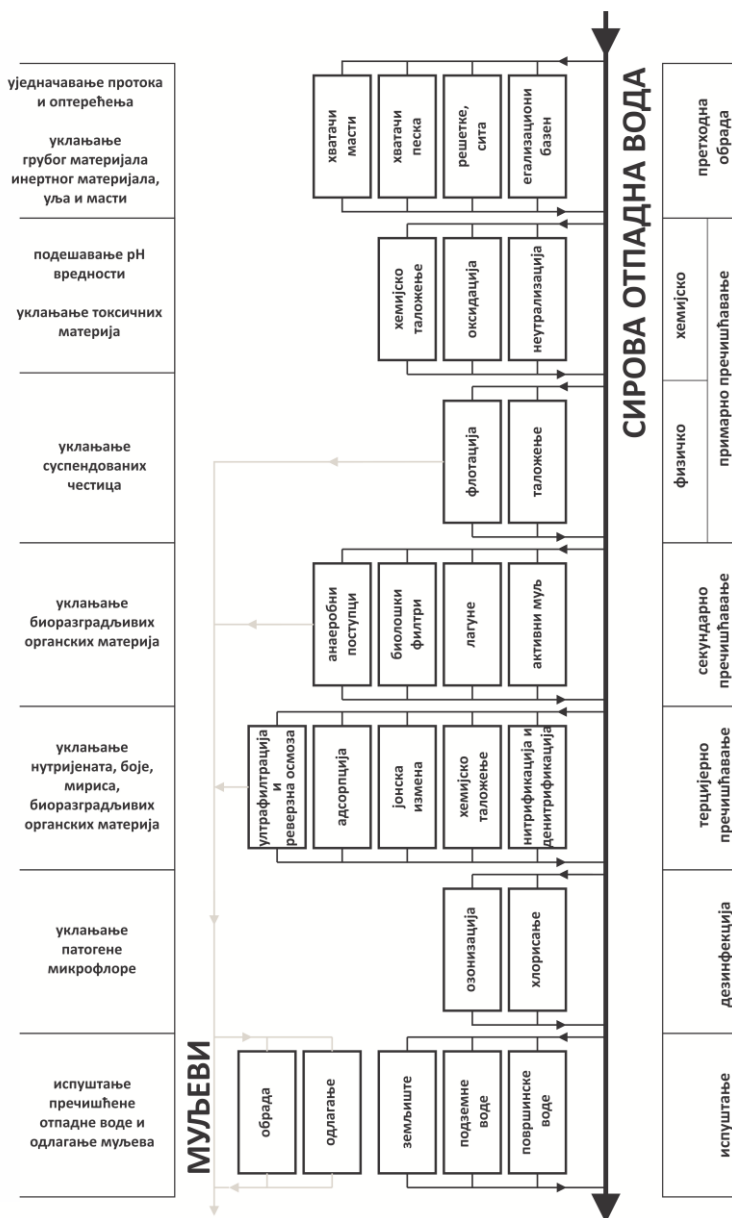 уједначавање протока
и оптерећења
уклањање
грубог материјала
инертног материјала,
уља и масти
хватачи
масти
хватачи
песка
решетке,
сита
егализациони
базен
претходна
обрада
подешавање pH
вредности
уклањање токсичних
материја
хемијско
таложење
оксидација
неутрализација
СИРОВА ОТПАДНА ВОДА
хемијско
примарно пречишћавање
уклањање
суспендованих
честица
флотација
таложење
физичко
уклањање
биоразградљивих
органских материја
анаеробни
поступци
биолошки
филтри
лагуне
активни муљ
секундарно
пречишћавање
уклањање
нутријената, боје,
мириса,
биоразградљивих
органских материја
ултрафилтрација
и
реверзна осмоза
адсорпција
јонска
измена
хемијско
таложење
нитрификација и
денитрификација
терцијерно
пречишћавање
уклањање
патогене
микрофлоре
озонизација
хлорисање
дезинфекција
испуштање
пречишћене
отпадне воде и
одлагање муљева
МУЉЕВИ
обрада
одлагање
земљиште
подземне
воде
површинске
воде
испуштање